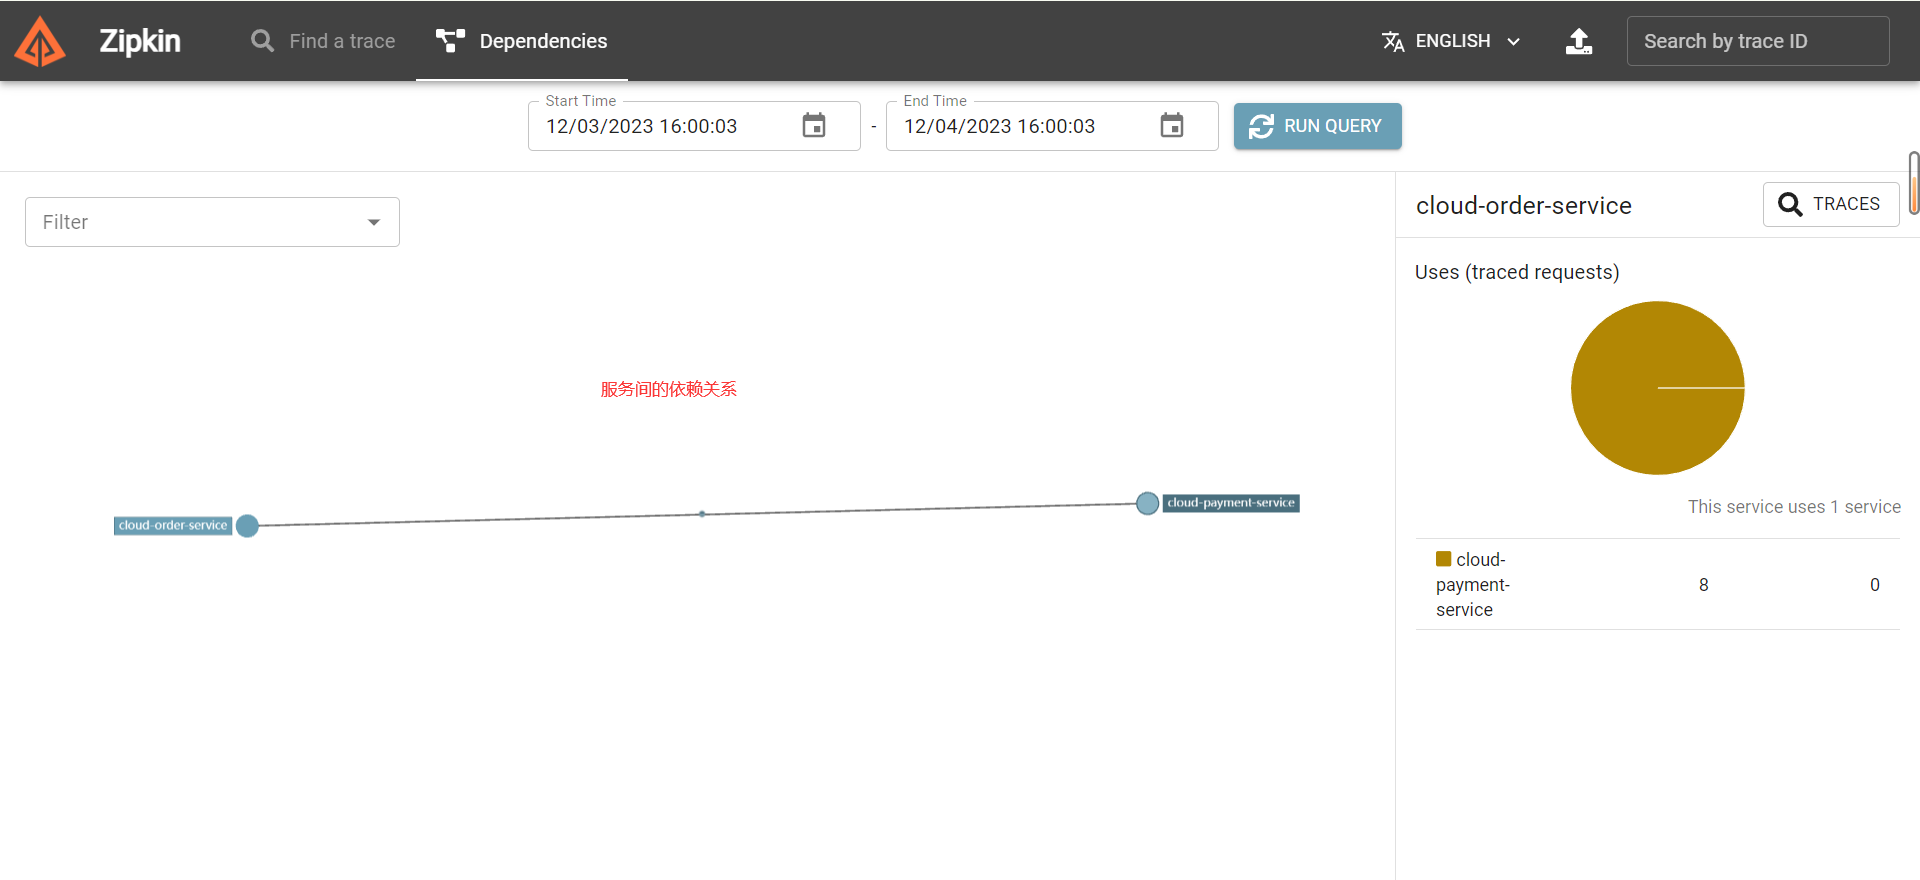 Zipkin
Find a trace
Dependencies
ENGLISH
Search by trace ID
Start Time
12/03/2023 16:00:03
-
End Time
12/04/2023 16:00:03
RUN QUERY
Filter
cloud-order-service
TRACES
Uses (traced requests)
服务间的依赖关系
cloud-order-service
cloud-payment-service
This service uses 1 service
cloud-
payment-
service
8
0